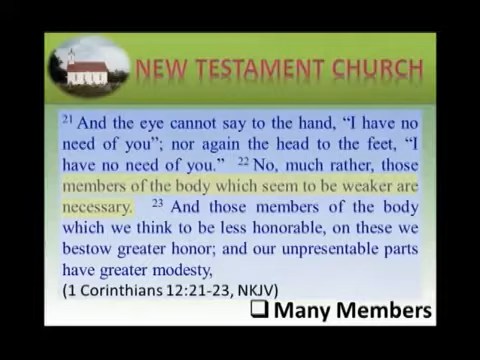 NEW TESTAMENT CHURCH
21 And the eye cannot say to the hand, “I have no
need of you”; nor again the head to the feet, “I
have no need of you.” 22 No, much rather, those
members of the body which seem to be weaker are
necessary. 23 And those members of the body
which we think to be less honorable, on these we
bestow greater honor; and our unpresentable parts
have greater modesty,
(1 Corinthians 12:21-23, NKJV)
❑ Many Members